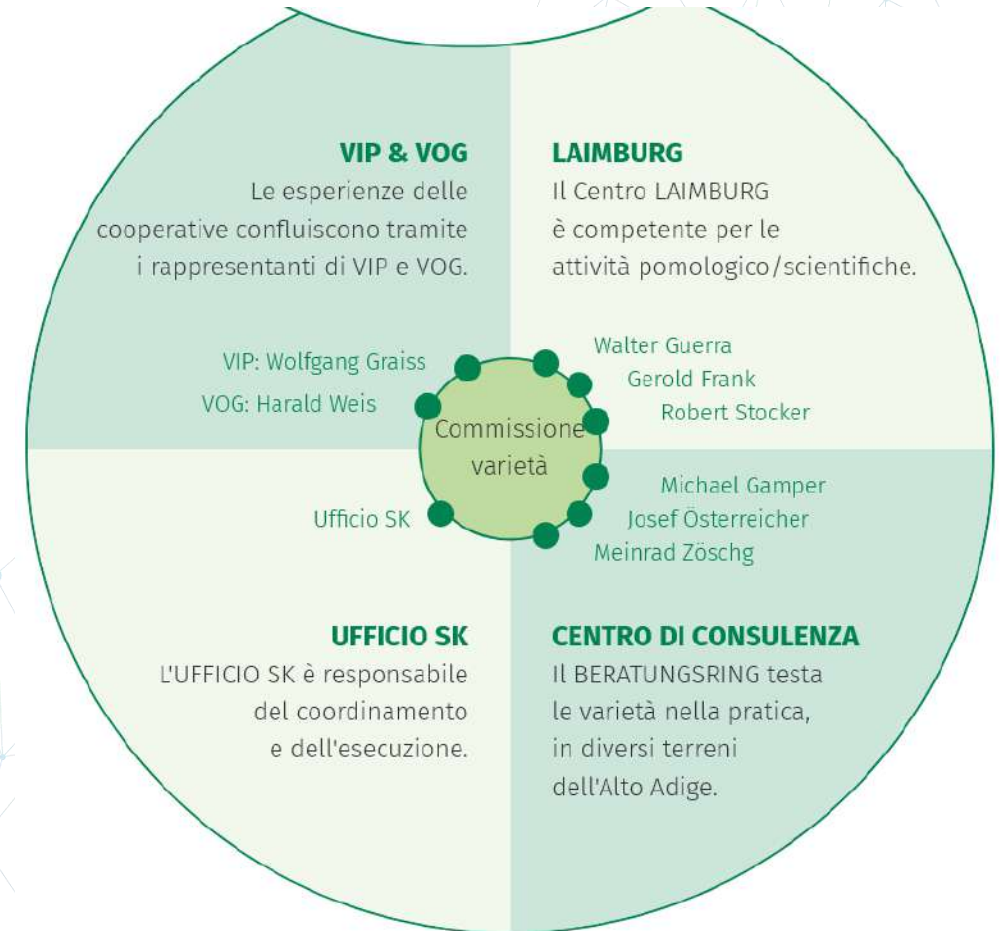 VIP & VOG
Le esperienze delle
cooperative confluiscono tramite
i rappresentanti di VIP e VOG.
VIP: Wolfgang Graiss
VOG: Harald Weis
LAIMBURG
Il Centro LAIMBURG
è competente per le
attività pomologico/scientifiche.
Walter Guerra
Gerold Frank
Robert Stocker
Commissione
varietà
Ufficio SK
UFFICIO SK
L'UFFICIO SK è responsabile
del coordinamento
e dell'esecuzione.
Michael Gamper
Josef Österreicher
Meinrad Zöschg
CENTRO DI CONSULENZA
Il BERATUNGSRING testa
le varietà nella pratica,
in diversi terreni
dell'Alto Adige.